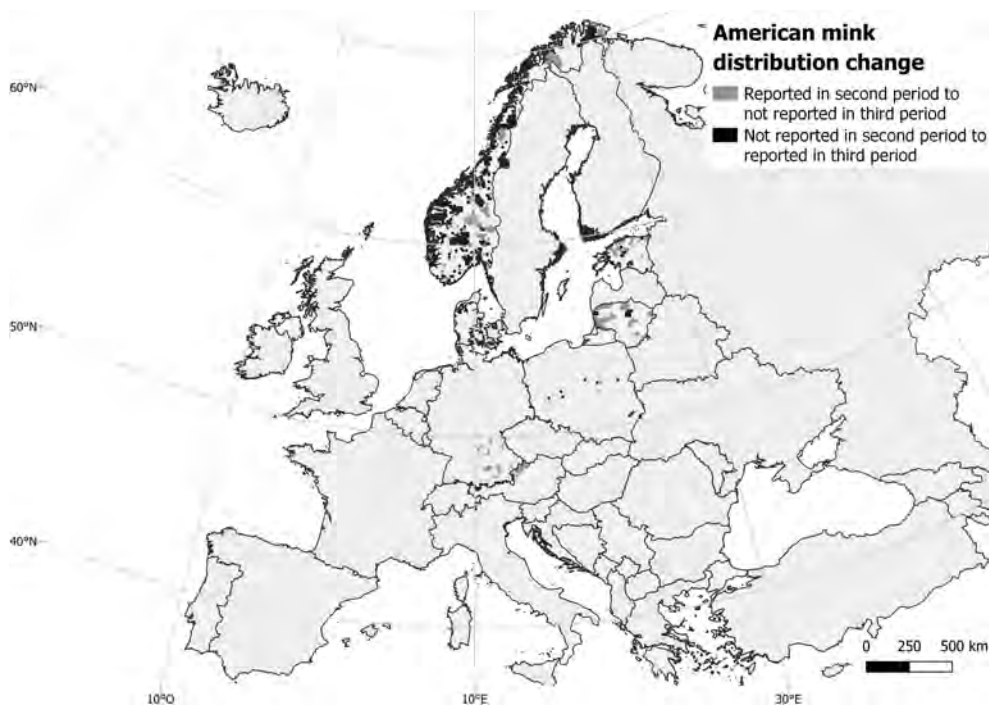 American mink
distribution change
Reported in second period to
not reported in third period
Not reported in second period to
reported in third period
60°N
50°N
40°N
0 250 500 km
10°O
10°E
30°E